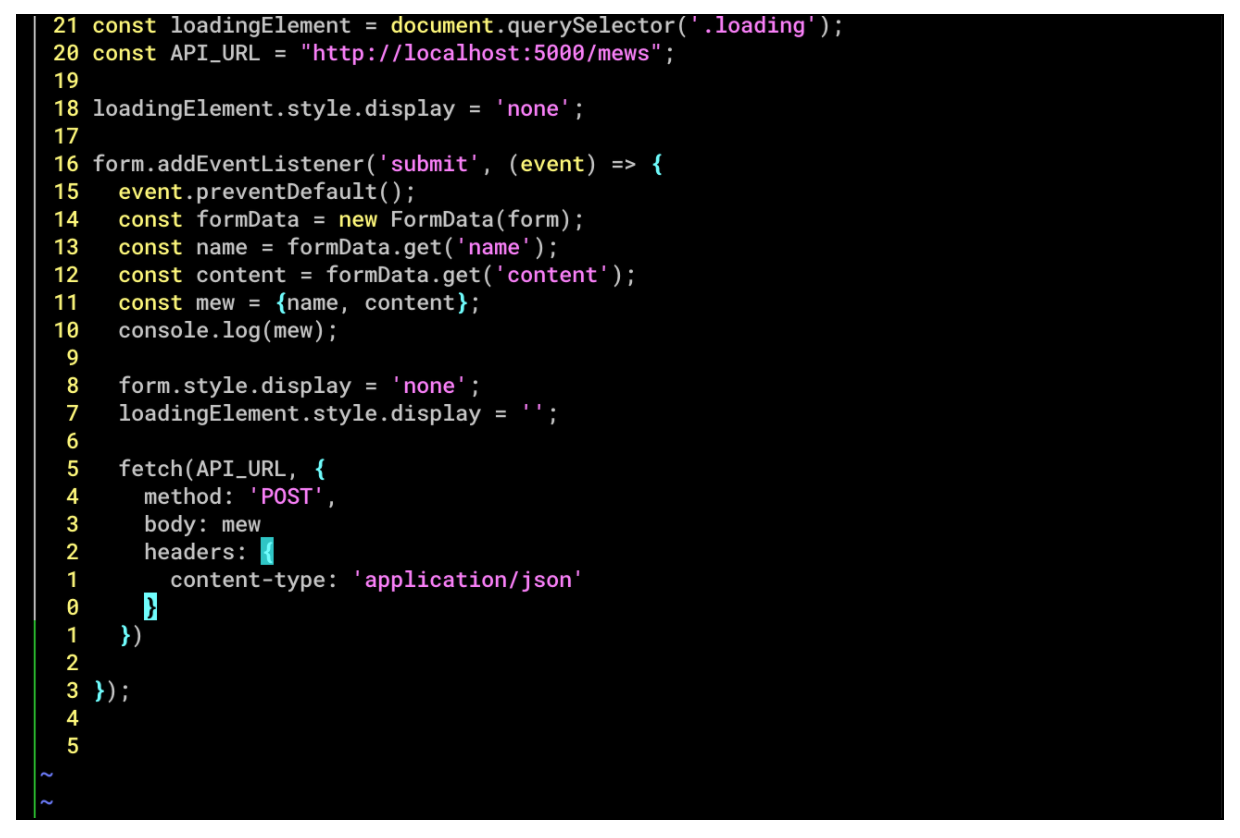 21 const loadingElement = document.querySelector('.loading');
20 const API_URL = "http://localhost:5000/mews";
19
18 loadingElement.style.display = 'none';
17
16 form.addEventListener('submit', (event) => {
15   event.preventDefault();
14   const formData = new FormData(form);
13   const name = formData.get('name');
12   const content = formData.get('content');
11   const mew = {name, content};
10   console.log(mew);
9
8   form.style.display = 'none';
7   loadingElement.style.display = '';
6
5   fetch(API_URL, {
4     method: 'POST',
3     body: mew
2     headers: {
1       content-type: 'application/json'
0     }
1   })
2
3 });
4
5
~
~